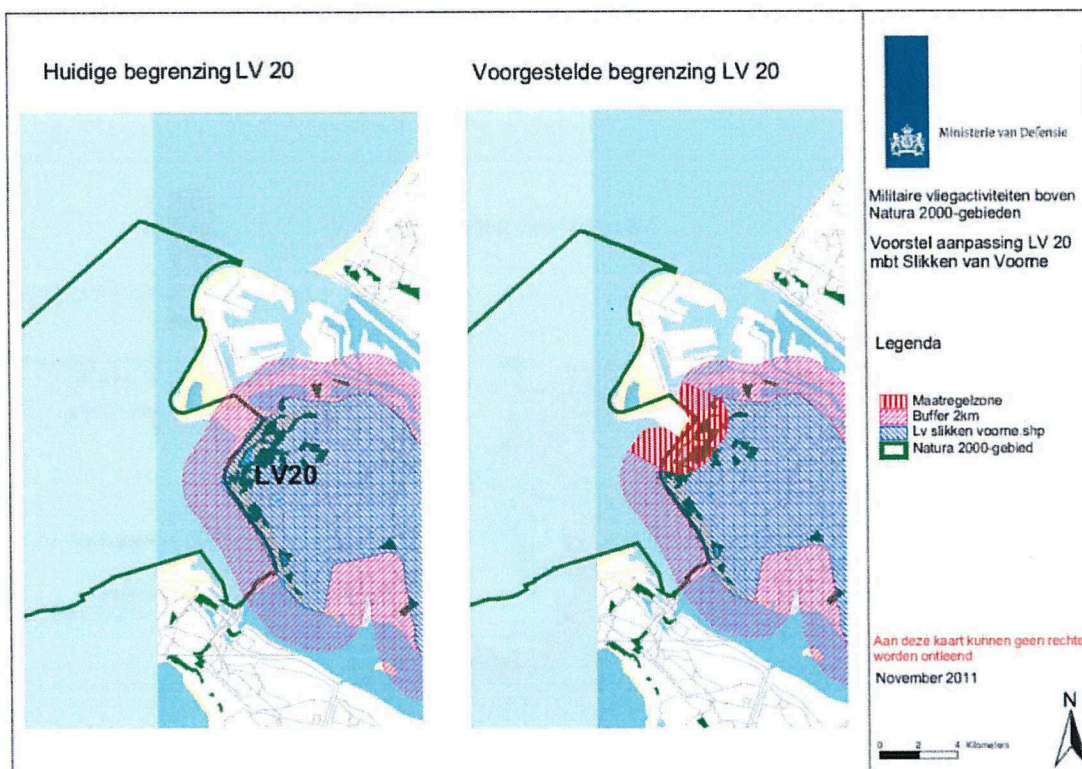 Huidige begrenzing LV 20
Voorgestelde begrenzing LV 20
LV20
Ministerie van Defensie
Militaire vliegactiviteiten boven
Natura 2000-gebieden
Voorstel aanpassing LV 20
mbt Slikken van Voorne
Legenda
Maatregelzone
Buffer 2km
Lv slikken voorne.shp
Natura 2000-gebied
Aan deze kaart kunnen geen rechte
worden ontleend
November 2011
N
0 2 4 Kilometers